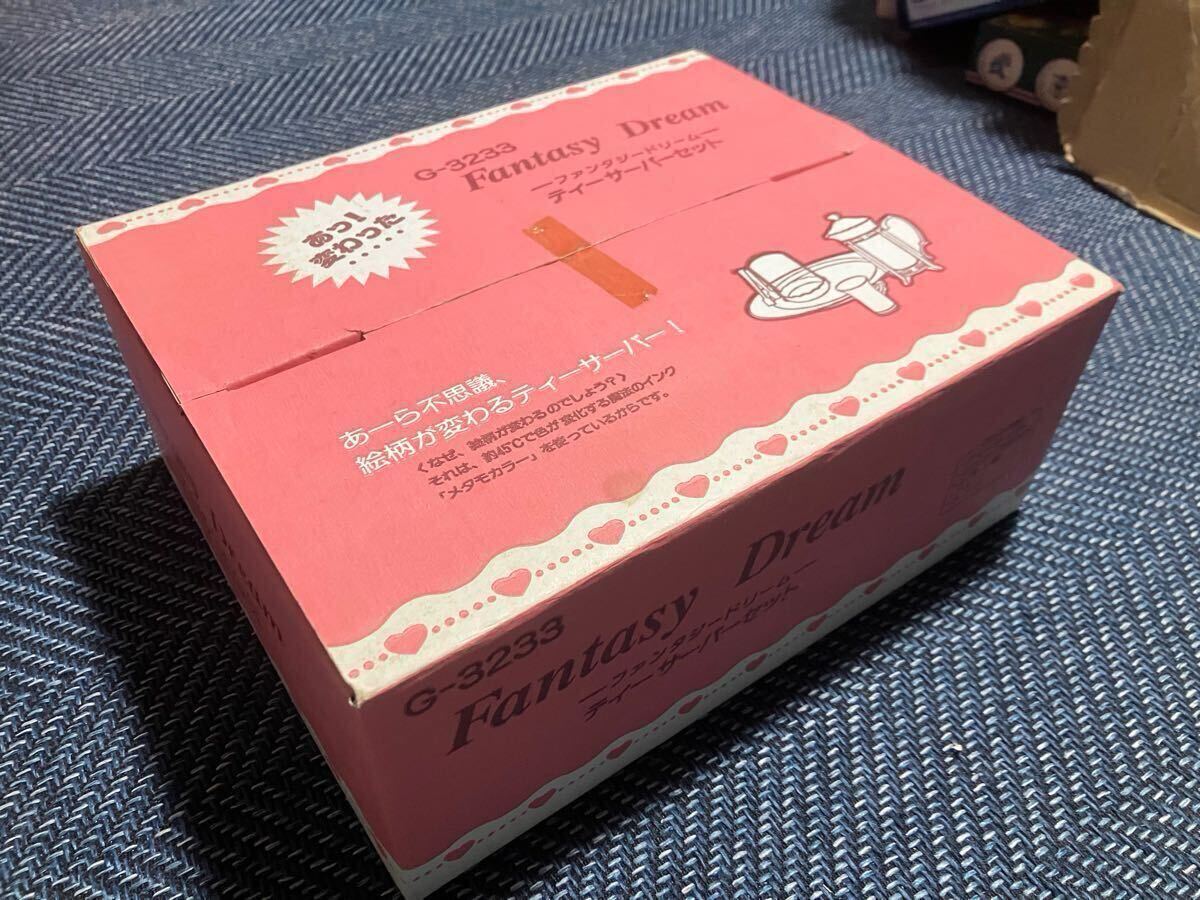 G-3233
Fantasy Dream
―ファンタジードリーム―
ティーサーバーセット
あっ!
変わった
・・・・
あーら不思議、
絵柄が変わるティーサーバー!
〈なぜ、絵柄が変わるのでしょう?〉
それは、約45℃で色が変化する魔法のインク
「メタモカラー」を使っているからです。
G-3233
Fantasy Dream
―ファンタジードリーム―
ティーサーバーセット